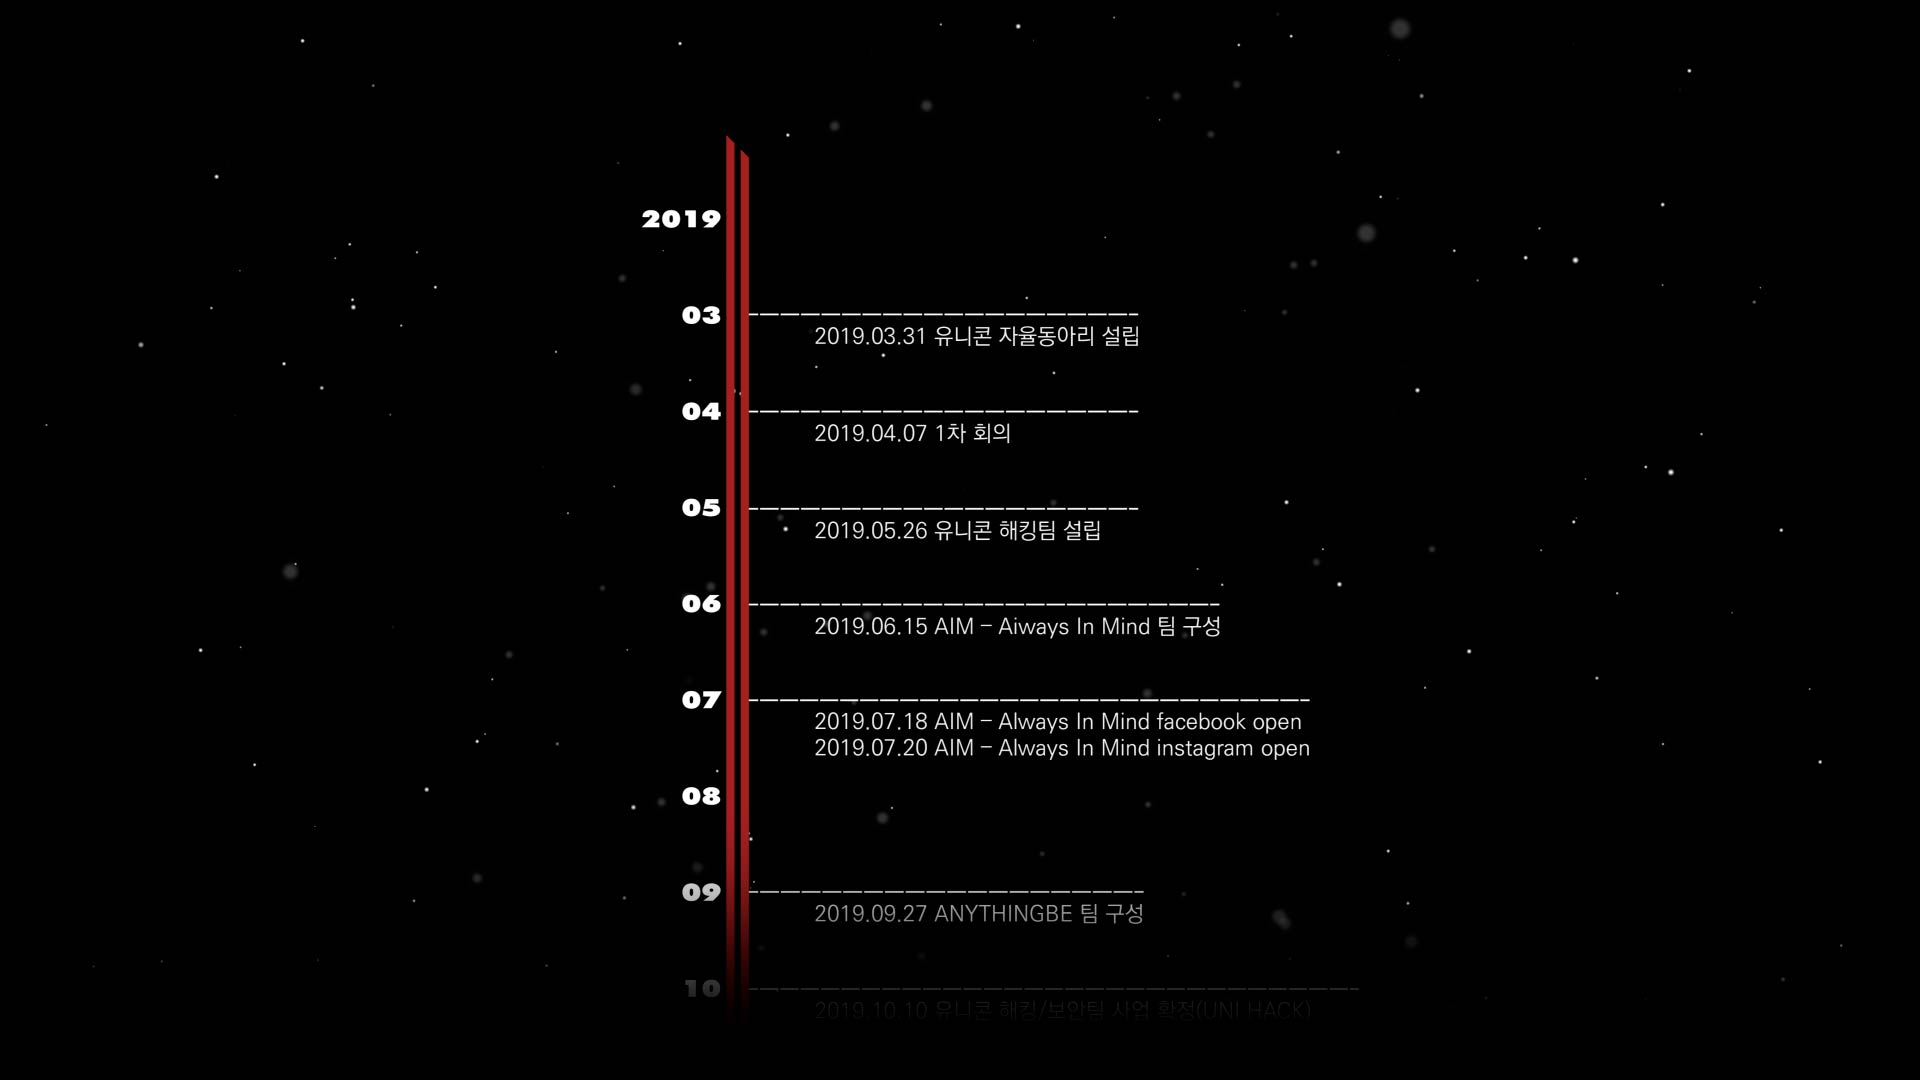 2019
03
2019.03.31 유니콘 자율동아리 설립
04
2019.04.07 1차 회의
05
2019.05.26 유니콘 해킹팀 설립
06
2019.06.15 AIM - Aiways In Mind 팀 구성
07
2019.07.18 AIM - Always In Mind facebook open
2019.07.20 AIM - Always In Mind instagram open
08
09
2019.09.27 ANYTHINGBE 팀 구성
10
2019.10.10 유니콘 해킹/보안팀 사업 확정(UNI HACK)